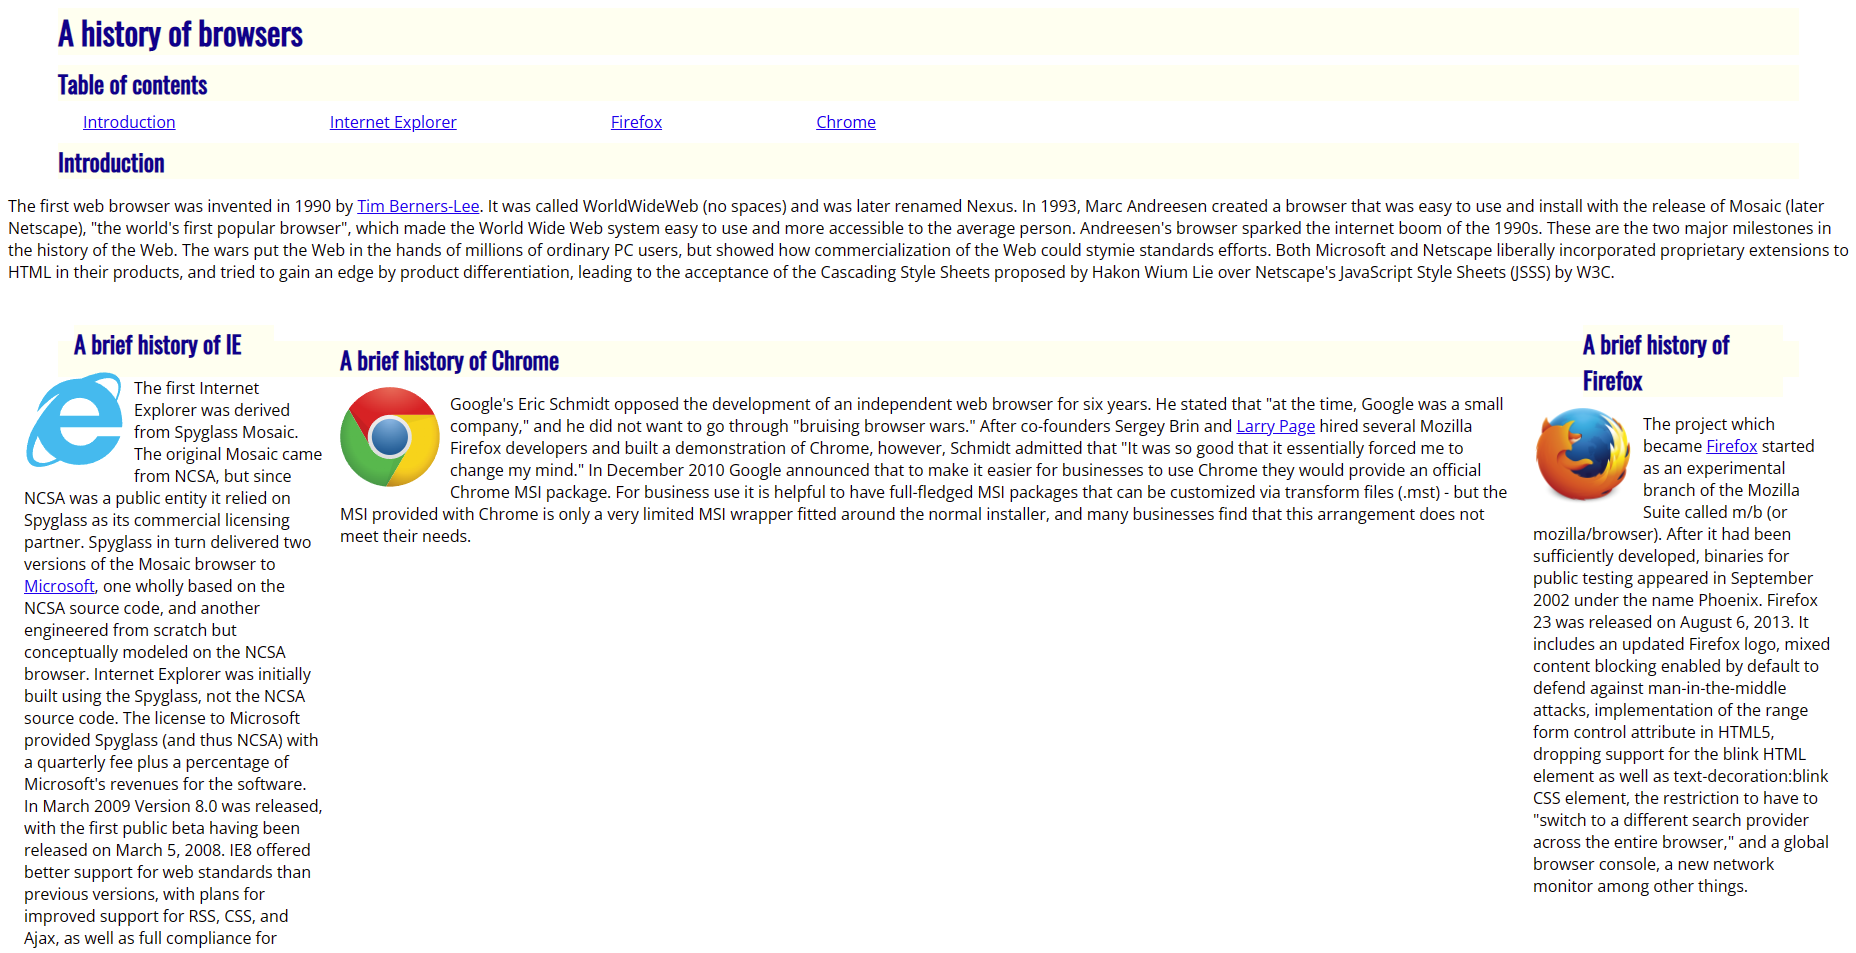 A history of browsers
Table of contents
Introduction
Internet Explorer
Firefox
Chrome
Introduction
The first web browser was invented in 1990 by Tim Berners-Lee. It was called WorldWideWeb (no spaces) and was later renamed Nexus. In 1993, Marc Andreesen created a browser that was easy to use and install with the release of Mosaic (later
Netscape), "the world's first popular browser", which made the World Wide Web system easy to use and more accessible to the average person. Andreesen's browser sparked the internet boom of the 1990s. These are the two major milestones in
the history of the Web. The wars put the Web in the hands of millions of ordinary PC users, but showed how commercialization of the Web could stymie standards efforts. Both Microsoft and Netscape liberally incorporated proprietary extensions to
HTML in their products, and tried to gain an edge by product differentiation, leading to the acceptance of the Cascading Style Sheets proposed by Hakon Wium Lie over Netscape's JavaScript Style Sheets (JSSS) by W3C.
A brief history of IE
The first Internet
Explorer was derived
from Spyglass Mosaic.
The original Mosaic came
from NCSA, but since
NCSA was a public entity it relied on
Spyglass as its commercial licensing
partner. Spyglass in turn delivered two
versions of the Mosaic browser to
Microsoft, one wholly based on the
NCSA source code, and another
engineered from scratch but
conceptually modeled on the NCSA
browser. Internet Explorer was initially
built using the Spyglass, not the NCSA
source code. The license to Microsoft
provided Spyglass (and thus NCSA) with
a quarterly fee plus a percentage of
Microsoft's revenues for the software.
In March 2009 Version 8.0 was released,
with the first public beta having been
released on March 5, 2008. IE8 offered
better support for web standards than
previous versions, with plans for
improved support for RSS, CSS, and
Ajax, as well as full compliance for
A brief history of Chrome
Google's Eric Schmidt opposed the development of an independent web browser for six years. He stated that "at the time, Google was a small
company," and he did not want to go through "bruising browser wars." After co-founders Sergey Brin and Larry Page hired several Mozilla
Firefox developers and built a demonstration of Chrome, however, Schmidt admitted that "It was so good that it essentially forced me to
change my mind." In December 2010 Google announced that to make it easier for businesses to use Chrome they would provide an official
Chrome MSI package. For business use it is helpful to have full-fledged MSI packages that can be customized via transform files (.mst) - but the
MSI provided with Chrome is only a very limited MSI wrapper fitted around the normal installer, and many businesses find that this arrangement does not
meet their needs.
A brief history of
Firefox
The project which
became Firefox started
as an experimental
branch of the Mozilla
Suite called m/b (or
mozilla/browser). After it had been
sufficiently developed, binaries for
public testing appeared in September
2002 under the name Phoenix. Firefox
23 was released on August 6, 2013. It
includes an updated Firefox logo, mixed
content blocking enabled by default to
defend against man-in-the-middle
attacks, implementation of the range
form control attribute in HTML5,
dropping support for the blink HTML
element as well as text-decoration:blink
CSS element, the restriction to have to
"switch to a different search provider
across the entire browser," and a global
browser console, a new network
monitor among other things.